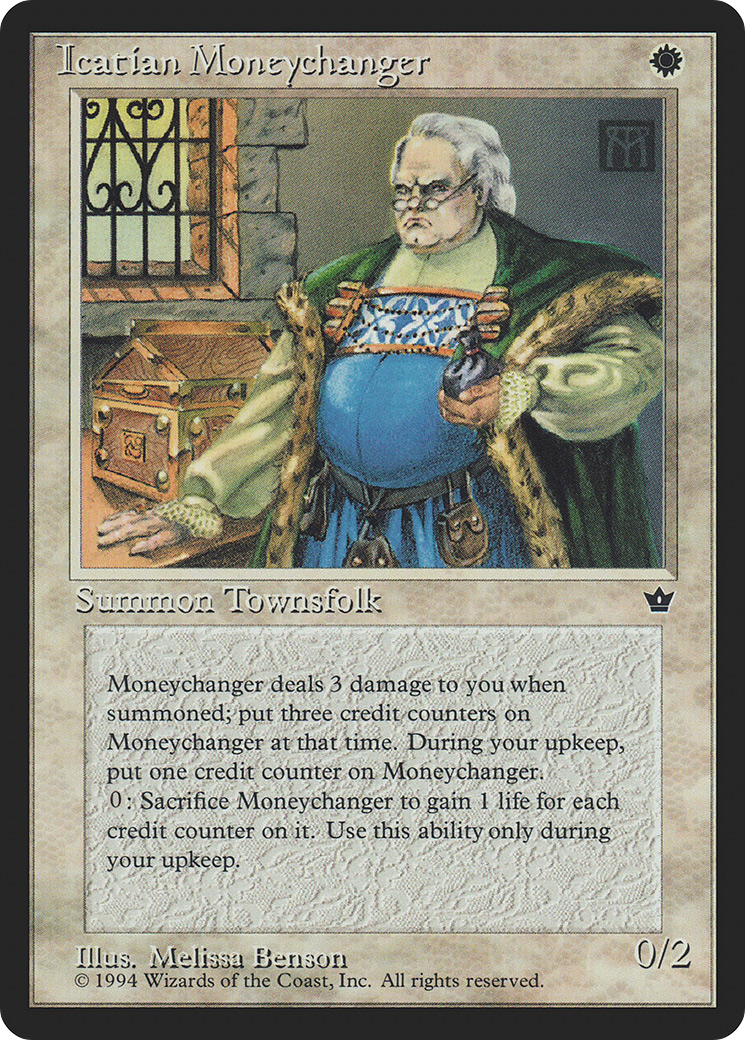 Icatian Moneychanger
Summon Townsfolk
Moneychanger deals 3 damage to you when
summoned; put three credit counters on
Moneychanger at that time. During your upkeep,
put one credit counter on Moneychanger.
0: Sacrifice Moneychanger to gain 1 life for each
credit counter on it. Use this ability only during
your upkeep.
Illus. Melissa Benson
0/2
© 1994 Wizards of the Coast, Inc. All rights reserved.